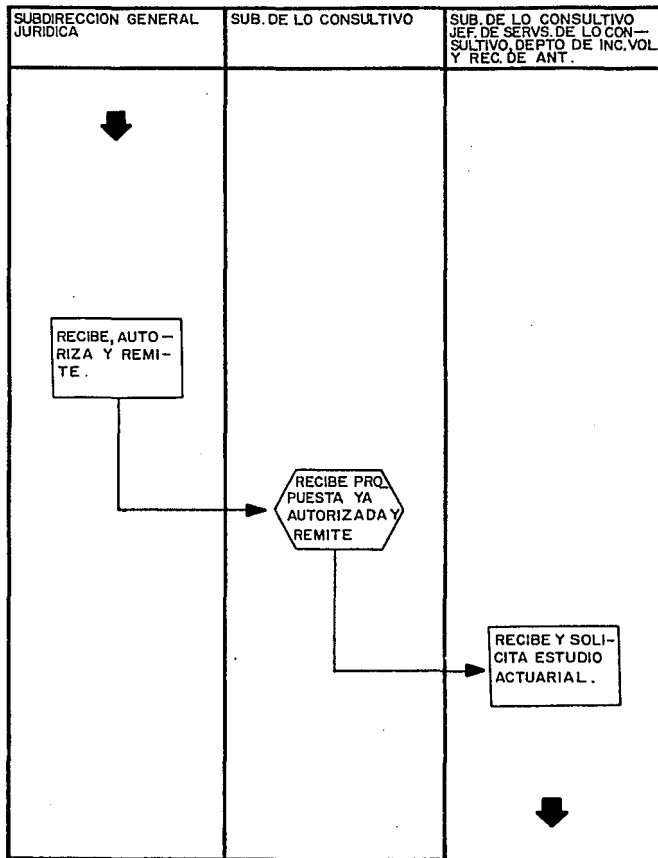 SUBDIRECCION GENERAL
JURIDICA
SUB. DE LO CONSULTIVO
SUB. DE LO CONSULTIVO
JEF. DE SERVS. DE LO CON—
SULTIVO, DEPTO DE INC. VOL
Y REC. DE ANT.
RECIBE, AUTO—
RIZA Y REMI—
TE.
RECIBE PRO_
PUESTA YA
AUTORIZADA Y
REMITE
RECIBE Y SOLI—
CITA ESTUDIO
ACTUARIAL.